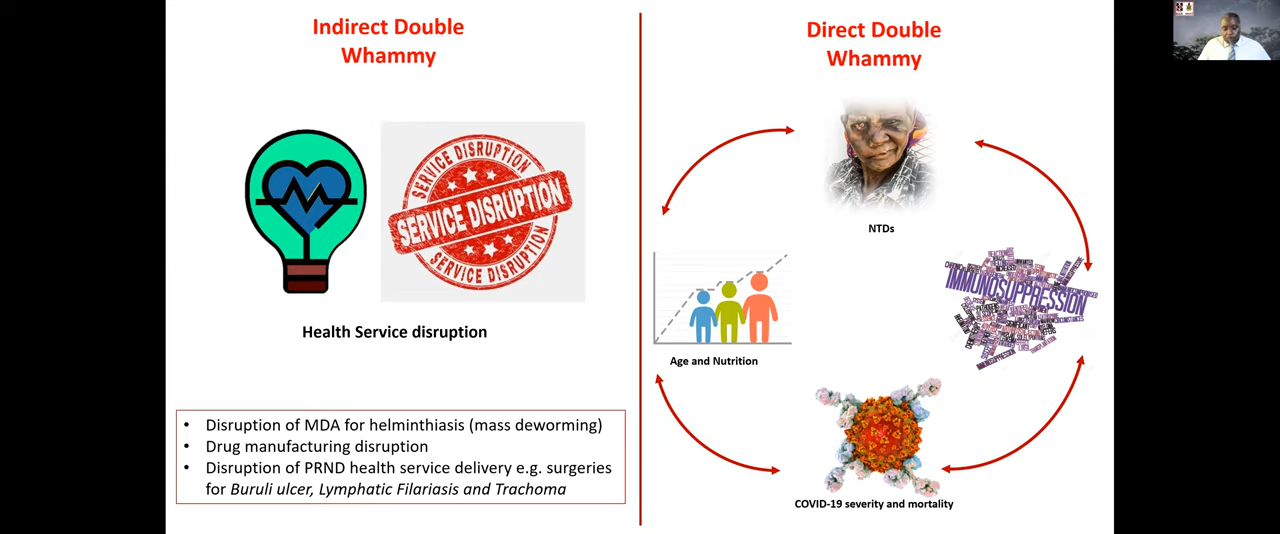 Indirect Double
Whammy
SERVICE DISRUPTION
SERVICE DISRUPTION
SERVICE DISRUPTION
Health Service disruption
• Disruption of MDA for helminthiasis (mass deworming)
• Drug manufacturing disruption
• Disruption of PRND health service delivery e.g. surgeries
for Buruli ulcer, Lymphatic Filariasis and Trachoma
Direct Double
Whammy
NTDs
Age and Nutrition
IMMUNOSUPPRESSION
COVID-19 severity and mortality